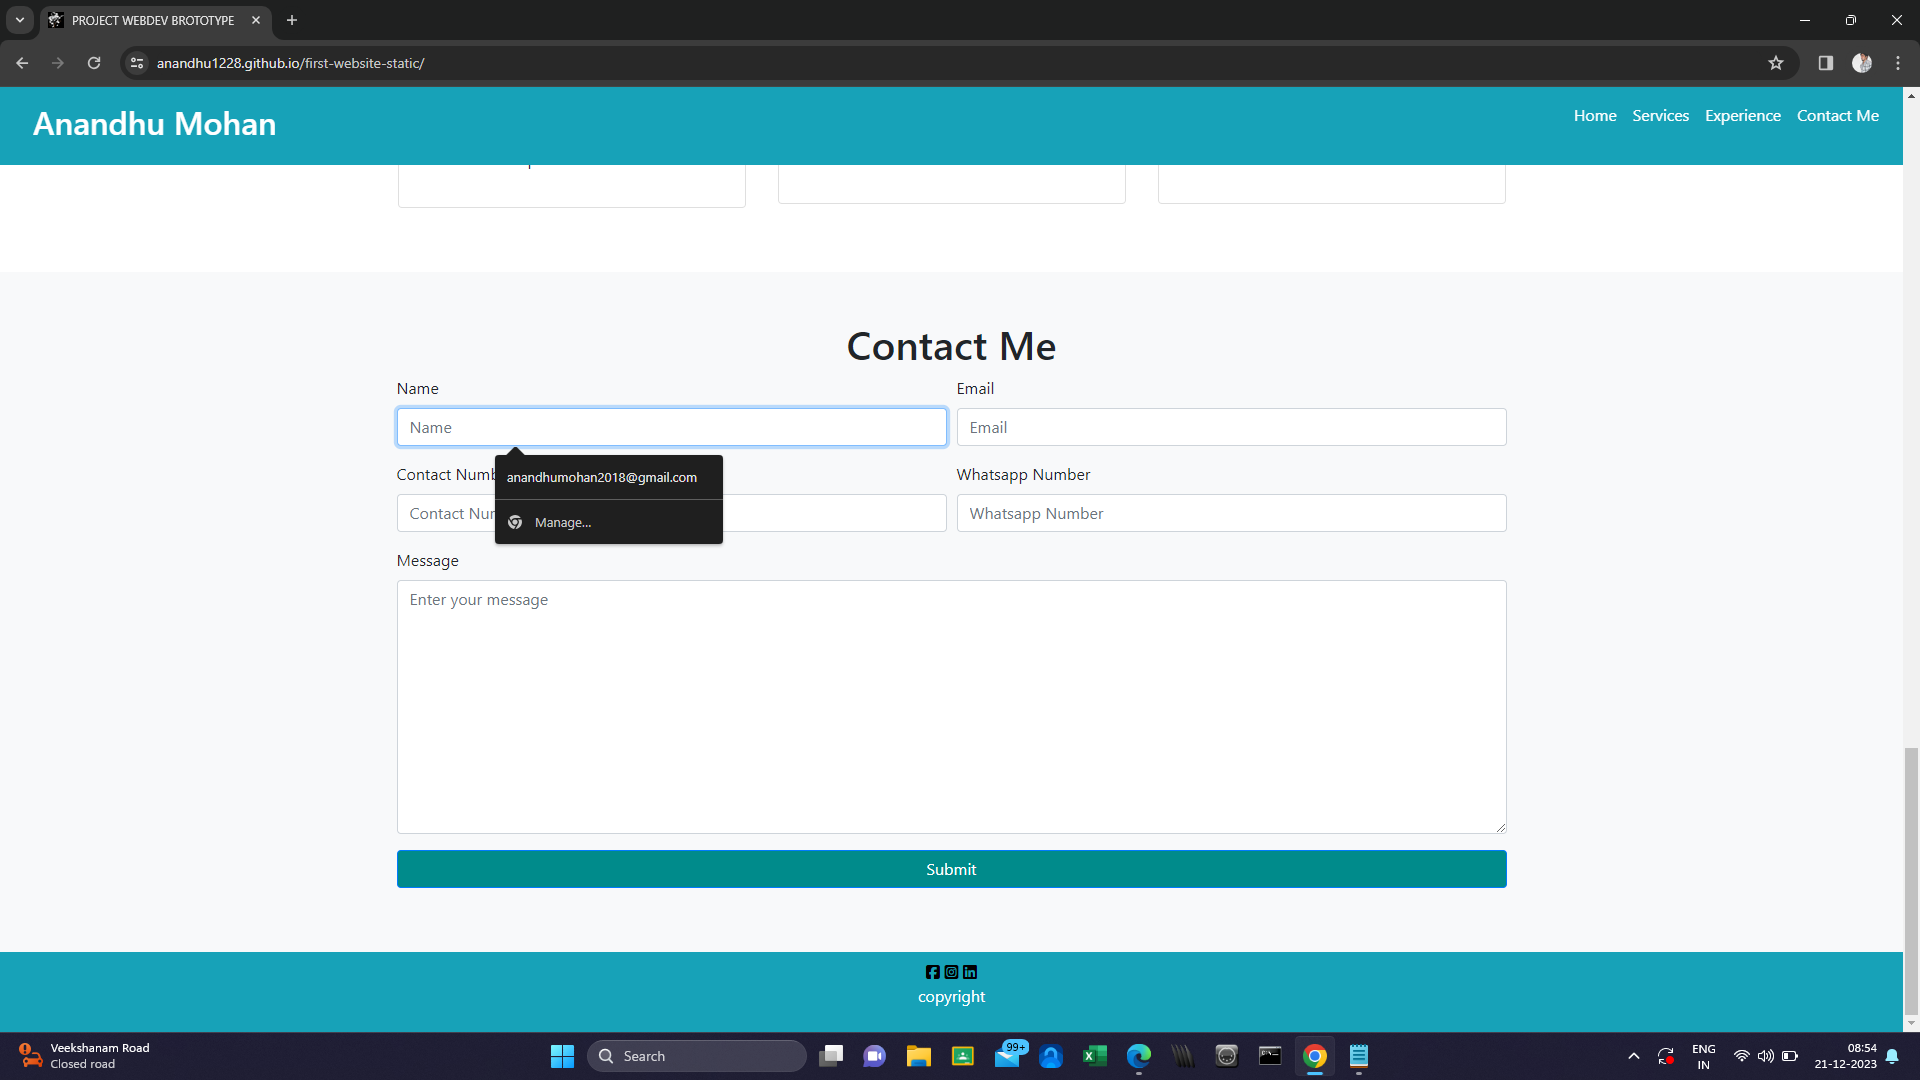 PROJECT WEBDEV BROTOTYPE
anandhu1228.github.io/first-website-static/
Anandhu Mohan
Home Services Experience Contact Me
Contact Me
Name Email
Name Email
Contact Numb Whatsapp Number
anandhumohan2018@gmail.com
Contact Nu Whatsapp Number
Manage...
Message
Enter your message
Submit
copyright
Veekshanam Road
Closed road
Search
99+
ENG
IN
08:54
21-12-2023